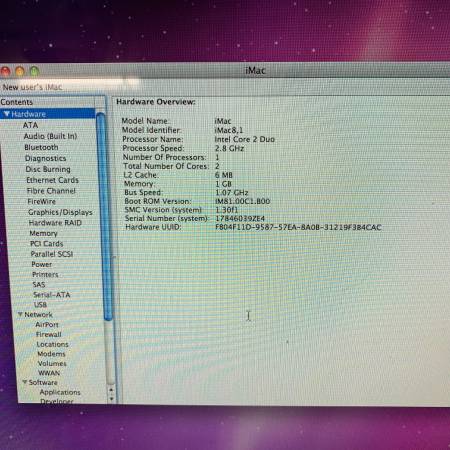 iMac
New user's iMac
Contents
Hardware
ATA
Audio (Built In)
Bluetooth
Diagnostics
Disc Burning
Ethernet Cards
Fibre Channel
FireWire
Graphics/Displays
Hardware RAID
Memory
PCI Cards
Parallel SCSI
Power
Printers
SAS
Serial-ATA
USB
Network
AirPort
Firewall
Locations
Modems
Volumes
WWAN
Software
Applications
Developer
Hardware Overview:
Model Name: iMac
Model Identifier: iMac8,1
Processor Name: Intel Core 2 Duo
Processor Speed: 2.8 GHz
Number Of Processors: 1
Total Number Of Cores: 2
L2 Cache: 6 MB
Memory: 1 GB
Bus Speed: 1.07 GHz
Boot ROM Version: IM81.00C1.B00
SMC Version (system): 1.30f1
Serial Number (system): 17846039ZE4
Hardware UUID: F804F11D-9587-57EA-8A0B-31219F3B4CAC